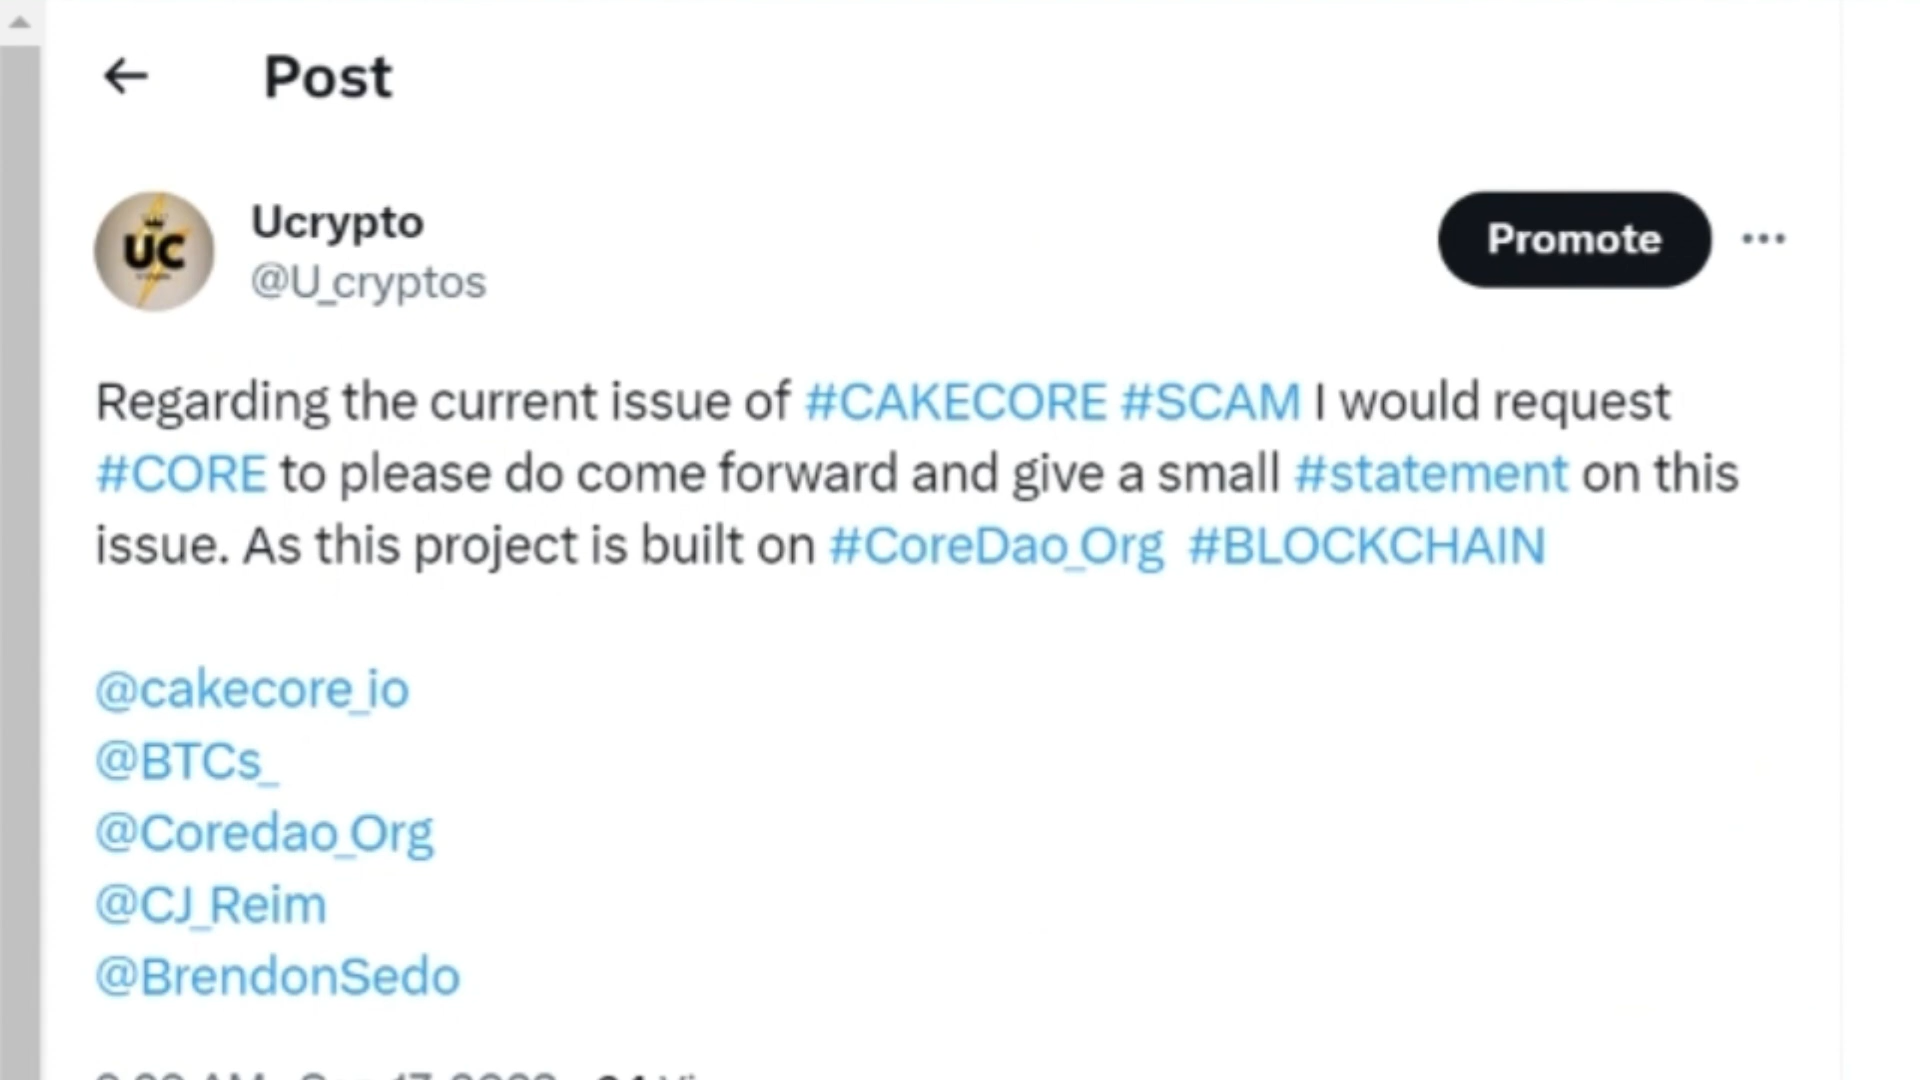 Post
UC
Ucrypto
Promote
@U_cryptos
Regarding the current issue of #CAKECORE #SCAM I would request
#CORE to please do come forward and give a small #statement on this
issue. As this project is built on #CoreDao_Org #BLOCKCHAIN
@cakecore_io
@BTCs_
@Coredao_Org
@CJ_Reim
@BrendonSedo